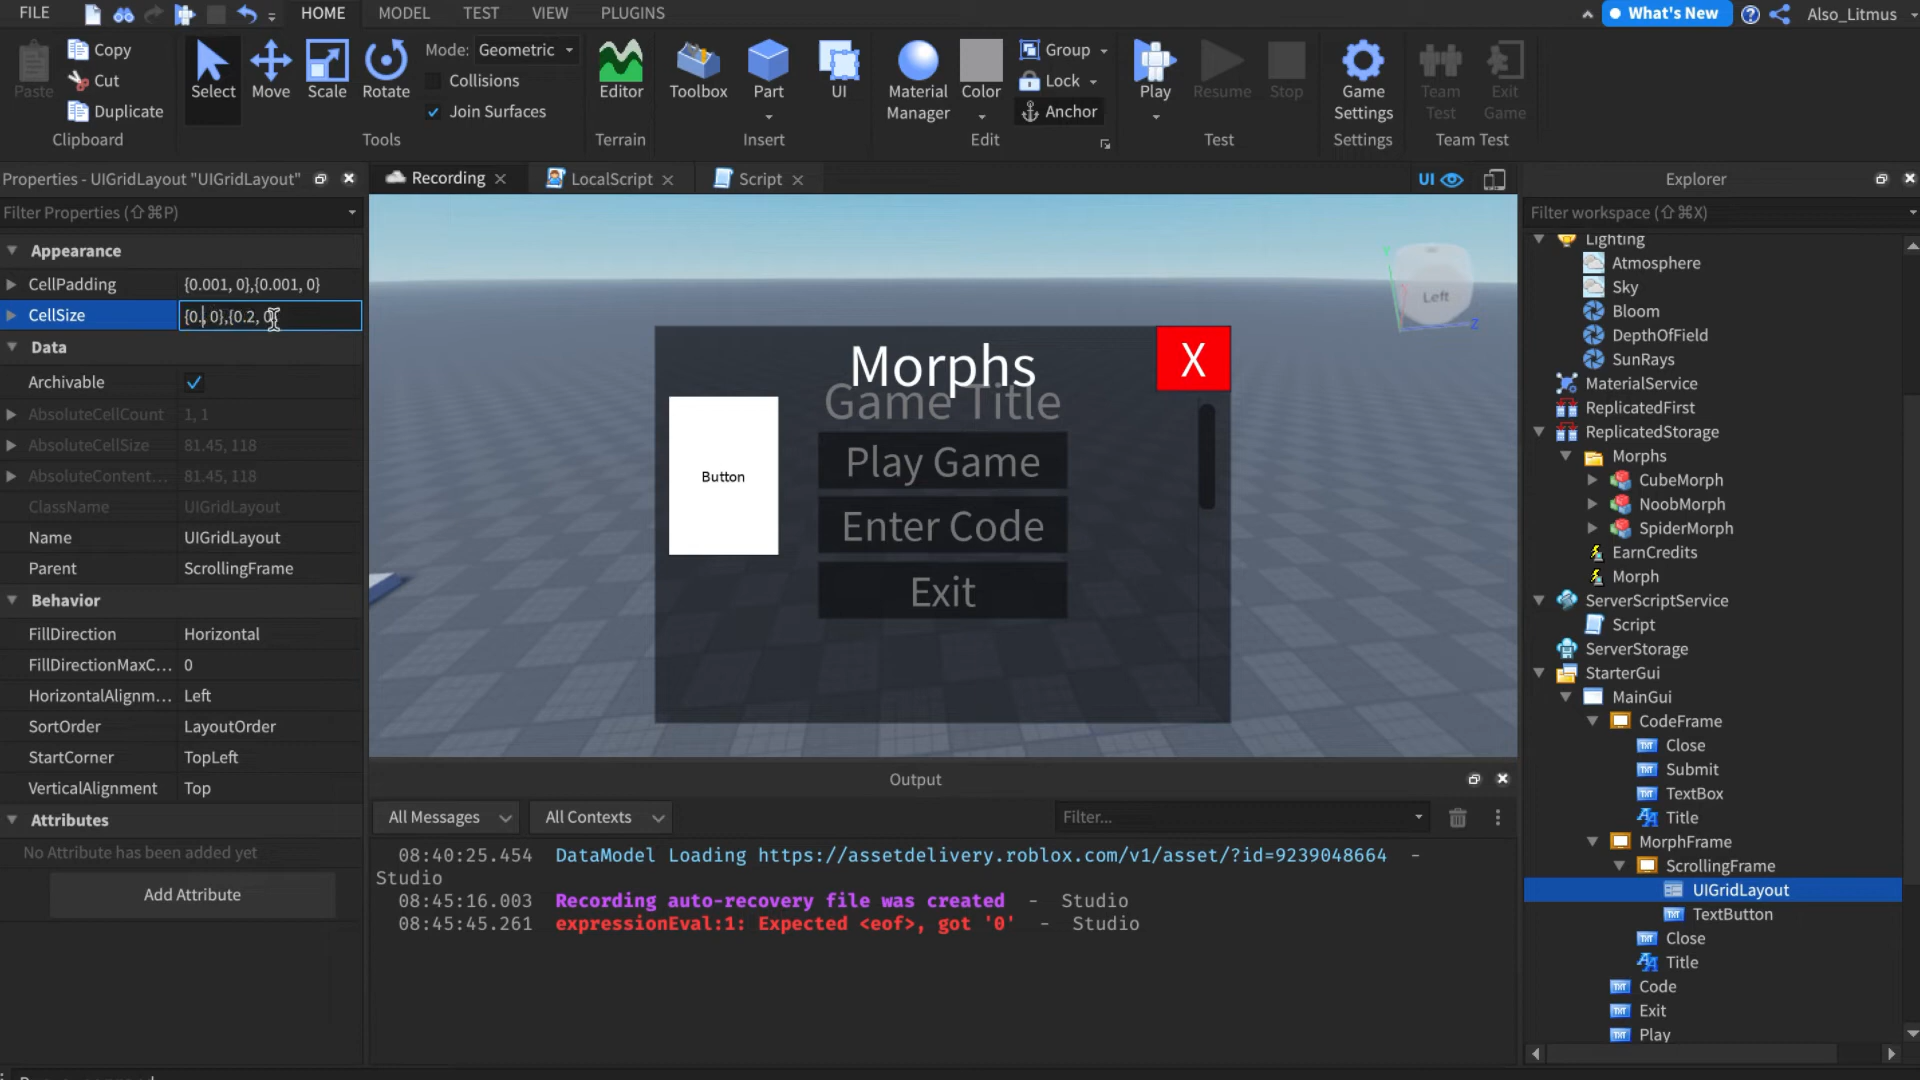 FILE
HOME
MODEL
TEST
VIEW
PLUGINS
What's New
Also_Litmus
Paste
Copy
Cut
Duplicate
Clipboard
Select
Move
Scale
Rotate
Mode: Geometric
Collisions
Join Surfaces
Tools
Editor
Terrain
Toolbox
Part
UI
Insert
Material
Manager
Color
Group
Lock
Anchor
Edit
Play
Resume
Stop
Test
Game
Settings
Settings
Team
Test
Exit
Game
Team Test
Properties - UIGridLayout "UIGridLayout"
Filter Properties (⇧⌘P)
Appearance
CellPadding {0.001, 0},{0.001, 0}
CellSize {0., 0},{0.2, 0}
Data
Archivable
AbsoluteCellCount 1, 1
AbsoluteCellSize 81.45, 118
AbsoluteContent... 81.45, 118
ClassName UIGridLayout
Name UIGridLayout
Parent ScrollingFrame
Behavior
FillDirection Horizontal
FillDirectionMaxC... 0
HorizontalAlignm... Left
SortOrder LayoutOrder
StartCorner TopLeft
VerticalAlignment Top
Attributes
No Attribute has been added yet
Add Attribute
Recording
LocalScript
Script
UI
Left
Y
Z
Morphs
X
Game Title
Button
Play Game
Enter Code
Exit
Output
All Messages
All Contexts
Filter...
08:40:25.454 DataModel Loading https://assetdelivery.roblox.com/v1/asset/?id=9239048664 -
Studio
08:45:16.003 Recording auto-recovery file was created - Studio
08:45:45.261 expressionEval:1: Expected <eof>, got '0' - Studio
Explorer
Filter workspace (⇧⌘X)
Lighting
Atmosphere
Sky
Bloom
DepthOfField
SunRays
MaterialService
ReplicatedFirst
ReplicatedStorage
Morphs
CubeMorph
NoobMorph
SpiderMorph
EarnCredits
Morph
ServerScriptService
Script
ServerStorage
StarterGui
MainGui
CodeFrame
Close
Submit
TextBox
Title
MorphFrame
ScrollingFrame
UIGridLayout
TextButton
Close
Title
Code
Exit
Play